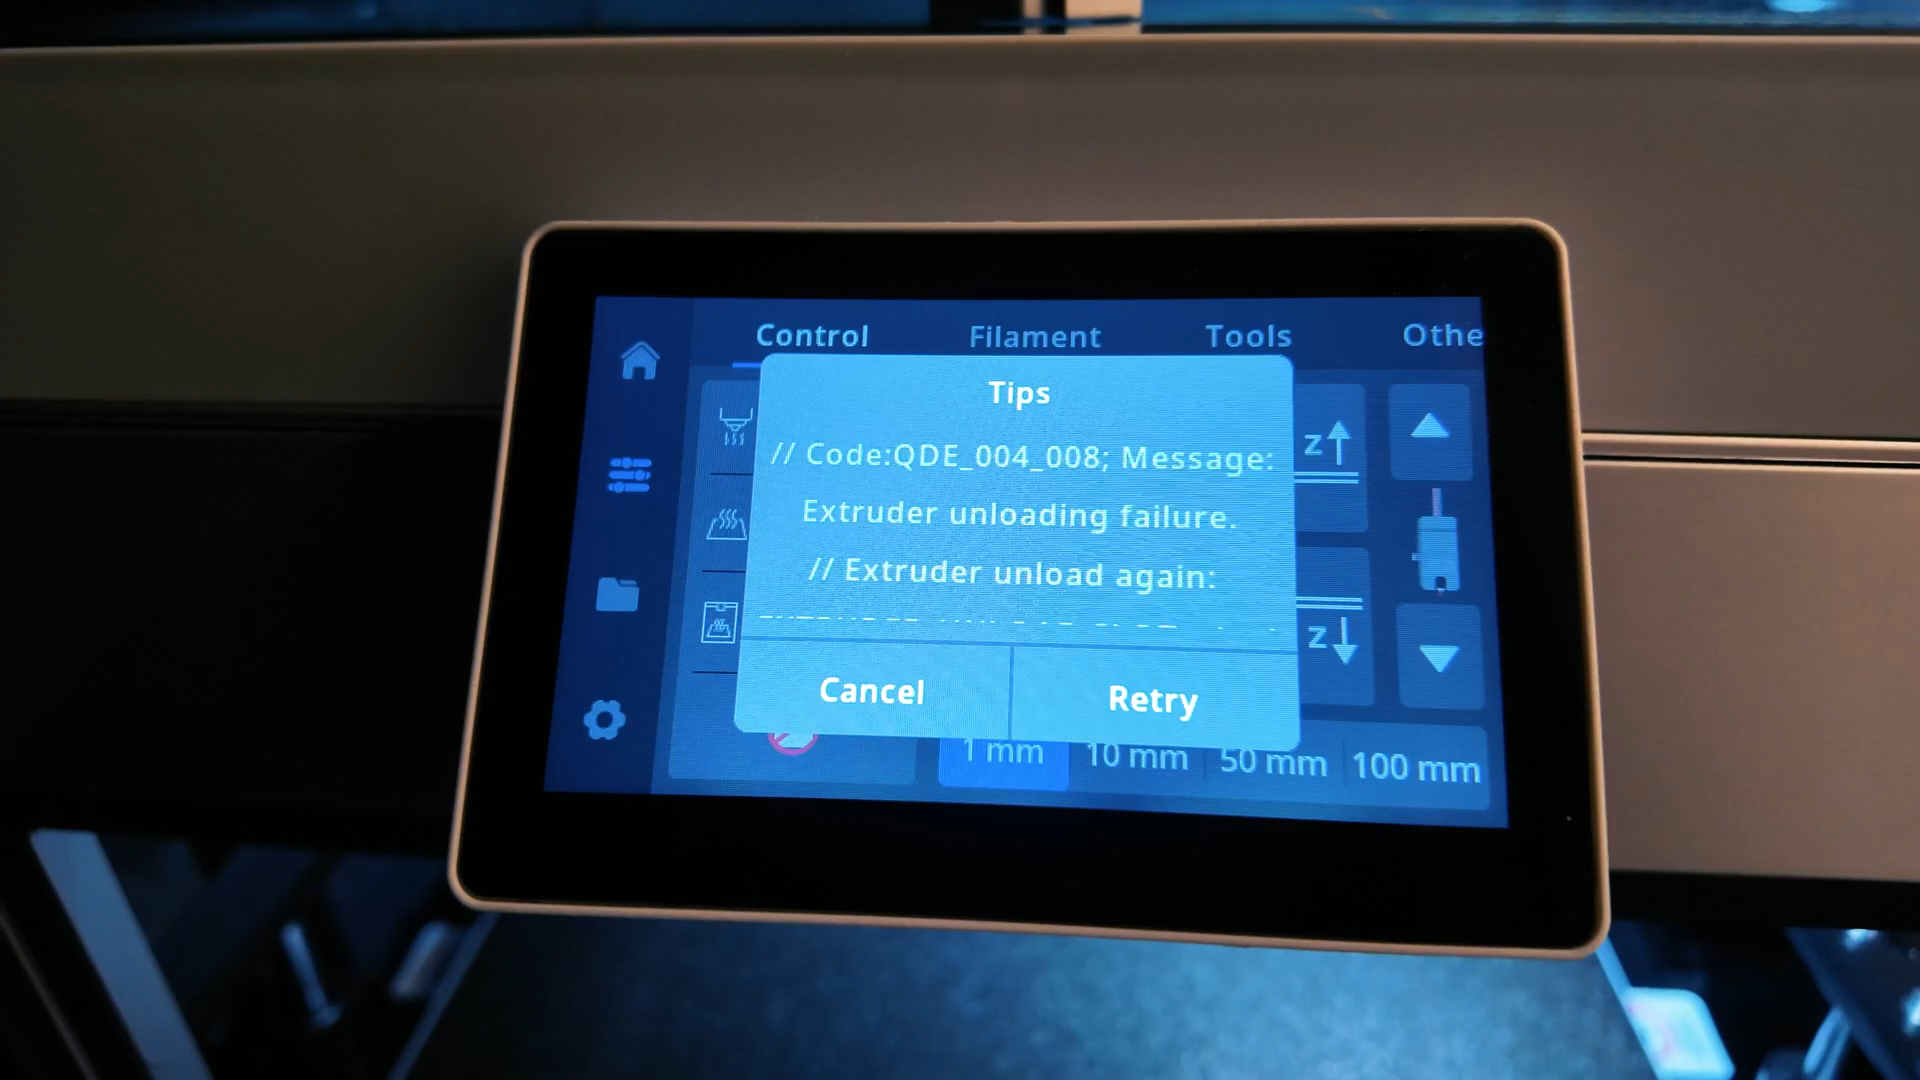 Control Filament Tools Othe
Tips
// Code:QDE_004_008; Message:
Extruder unloading failure.
// Extruder unload again:
Cancel Retry
Z
Z
1 mm 10 mm 50 mm 100 mm